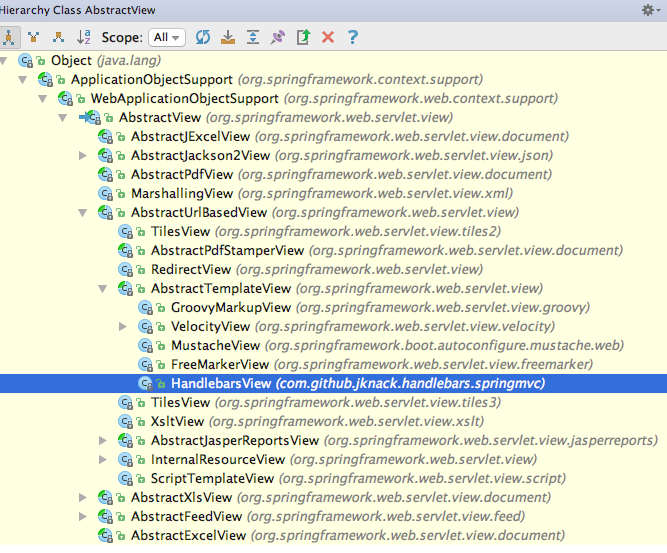 Hierarchy Class AbstractView
Scope: All
Object (java.lang)
ApplicationObjectSupport (org.springframework.context.support)
WebApplicationObjectSupport (org.springframework.web.context.support)
AbstractView (org.springframework.web.servlet.view)
AbstractJExcelView (org.springframework.web.servlet.view.document)
AbstractJackson2View (org.springframework.web.servlet.view.json)
AbstractPdfView (org.springframework.web.servlet.view.document)
MarshallingView (org.springframework.web.servlet.view.xml)
AbstractUrlBasedView (org.springframework.web.servlet.view)
TilesView (org.springframework.web.servlet.view.tiles2)
AbstractPdfStamperView (org.springframework.web.servlet.view.document)
RedirectView (org.springframework.web.servlet.view)
AbstractTemplateView (org.springframework.web.servlet.view)
GroovyMarkupView (org.springframework.web.servlet.view.groovy)
VelocityView (org.springframework.web.servlet.view.velocity)
MustacheView (org.springframework.boot.autoconfigure.mustache.web)
FreeMarkerView (org.springframework.web.servlet.view.freemarker)
HandlebarsView (com.github.jknack.handlebars.springmvc)
TilesView (org.springframework.web.servlet.view.tiles3)
XsltView (org.springframework.web.servlet.view.xslt)
AbstractJasperReportsView (org.springframework.web.servlet.view.jasperreports)
InternalResourceView (org.springframework.web.servlet.view)
ScriptTemplateView (org.springframework.web.servlet.view.script)
AbstractXlsView (org.springframework.web.servlet.view.document)
AbstractFeedView (org.springframework.web.servlet.view.feed)
AbstractExcelView (org.springframework.web.servlet.view.document)